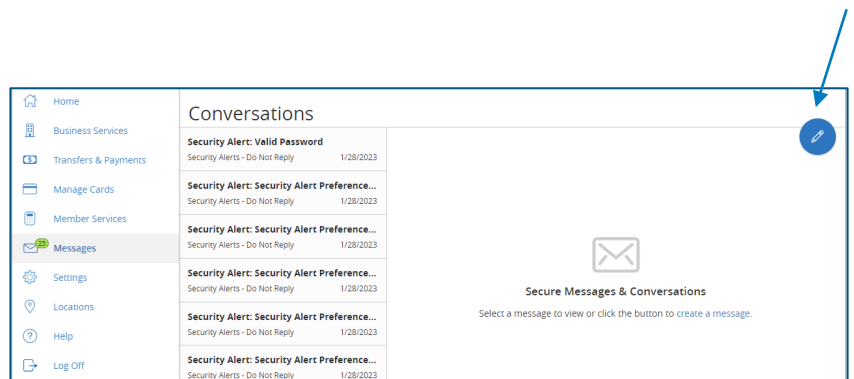 Home
Business Services
Transfers & Payments
Manage Cards
Member Services
25
Messages
Settings
Locations
Help
Log Off
Conversations
Security Alert: Valid Password
Security Alerts - Do Not Reply 1/28/2023
Security Alert: Security Alert Preference...
Security Alerts - Do Not Reply 1/28/2023
Security Alert: Security Alert Preference...
Security Alerts - Do Not Reply 1/28/2023
Security Alert: Security Alert Preference...
Security Alerts - Do Not Reply 1/28/2023
Security Alert: Security Alert Preference...
Security Alerts - Do Not Reply 1/28/2023
Security Alert: Security Alert Preference...
Security Alerts - Do Not Reply 1/28/2023
Secure Messages & Conversations
Select a message to view or click the button to create a message.